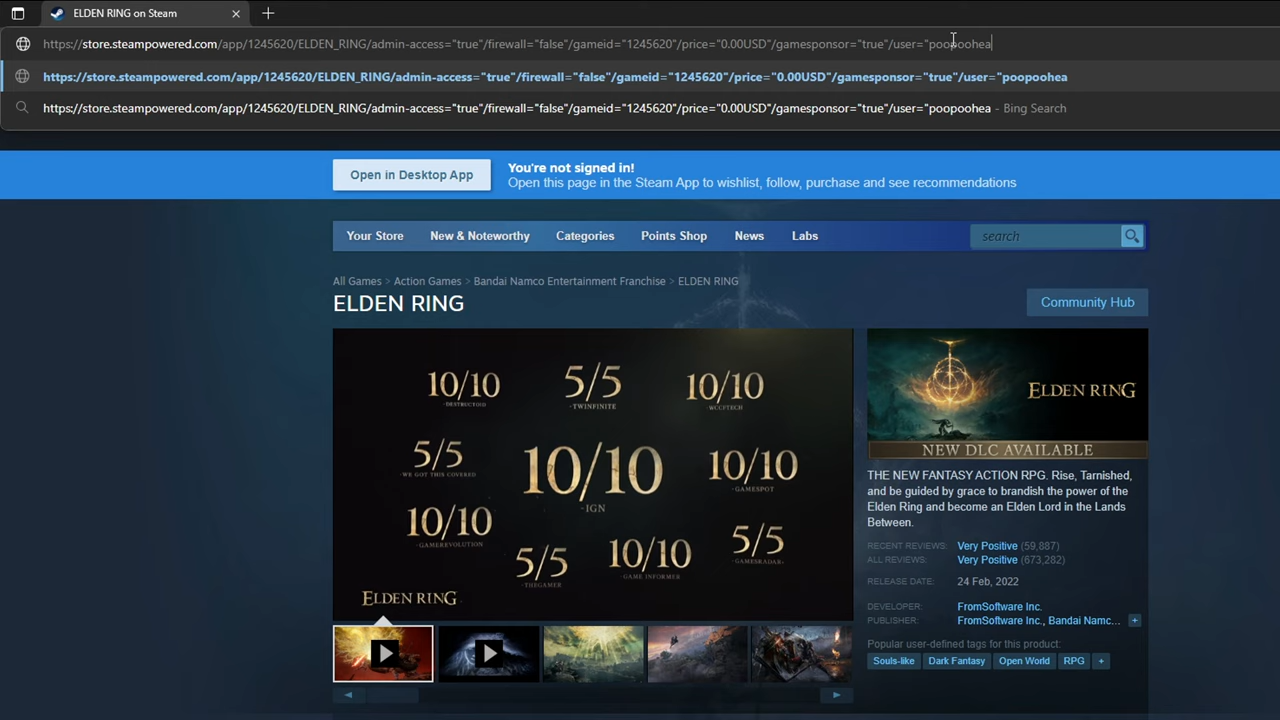 ELDEN RING on Steam
https://store.steampowered.com/app/1245620/ELDEN_RING/admin-access="true"/firewall="false"/gameid="1245620"/price="0.00USD"/gamesponsor="true"/user="poopoohea
https://store.steampowered.com/app/1245620/ELDEN_RING/admin-access="true"/firewall="false"/gameid="1245620"/price="0.00USD"/gamesponsor="true"/user="poopoohea
https://store.steampowered.com/app/1245620/ELDEN_RING/admin-access="true"/firewall="false"/gameid="1245620"/price="0.00USD"/gamesponsor="true"/user="poopoohea - Bing Search
Open in Desktop App
You're not signed in!
Open this page in the Steam App to wishlist, follow, purchase and see recommendations
Your Store New & Noteworthy Categories Points Shop News Labs search
All Games > Action Games > Bandai Namco Entertainment Franchise > ELDEN RING
ELDEN RING
Community Hub
10/10
-DESTRUCTOID
5/5
-TWINFINITE
10/10
-WCCFTECH
5/5
-WE GOT THIS COVERED
10/10
-IGN
10/10
-GAMESPOT
10/10
-GAMEREVOLUTION
5/5
-THEGAMER
10/10
-GAME INFORMER
5/5
-GAMESRADAR+
ELDEN RING
ELDEN RING
NEW DLC AVAILABLE
THE NEW FANTASY ACTION RPG. Rise, Tarnished,
and be guided by grace to brandish the power of the
Elden Ring and become an Elden Lord in the Lands
Between.
RECENT REVIEWS: Very Positive (59,887)
ALL REVIEWS: Very Positive (673,282)
RELEASE DATE: 24 Feb, 2022
DEVELOPER: FromSoftware Inc.
PUBLISHER: FromSoftware Inc., Bandai Namc... +
Popular user-defined tags for this product:
Souls-like Dark Fantasy Open World RPG +